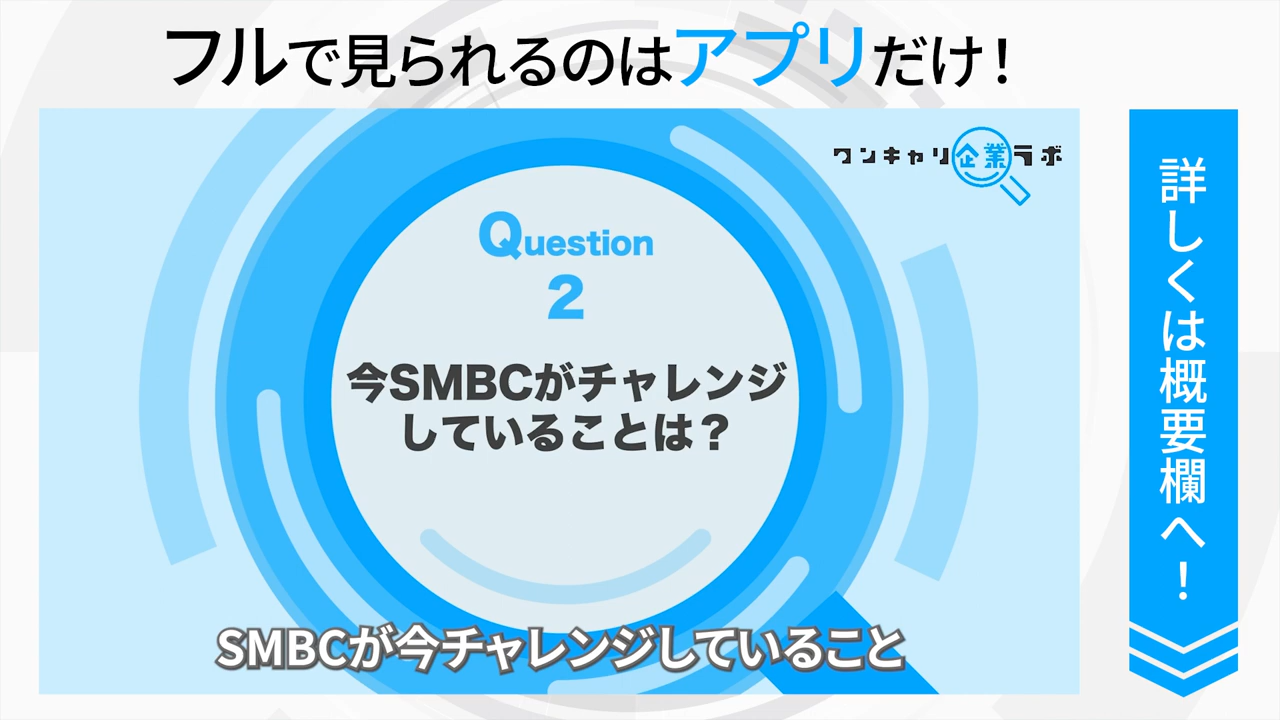 フルで見られるのはアプリだけ!
ワンキャリ企業ラボ
Question
2
今SMBCがチャレンジ
していることは?
SMBCが今チャレンジしていること
詳しくは概要欄へ!